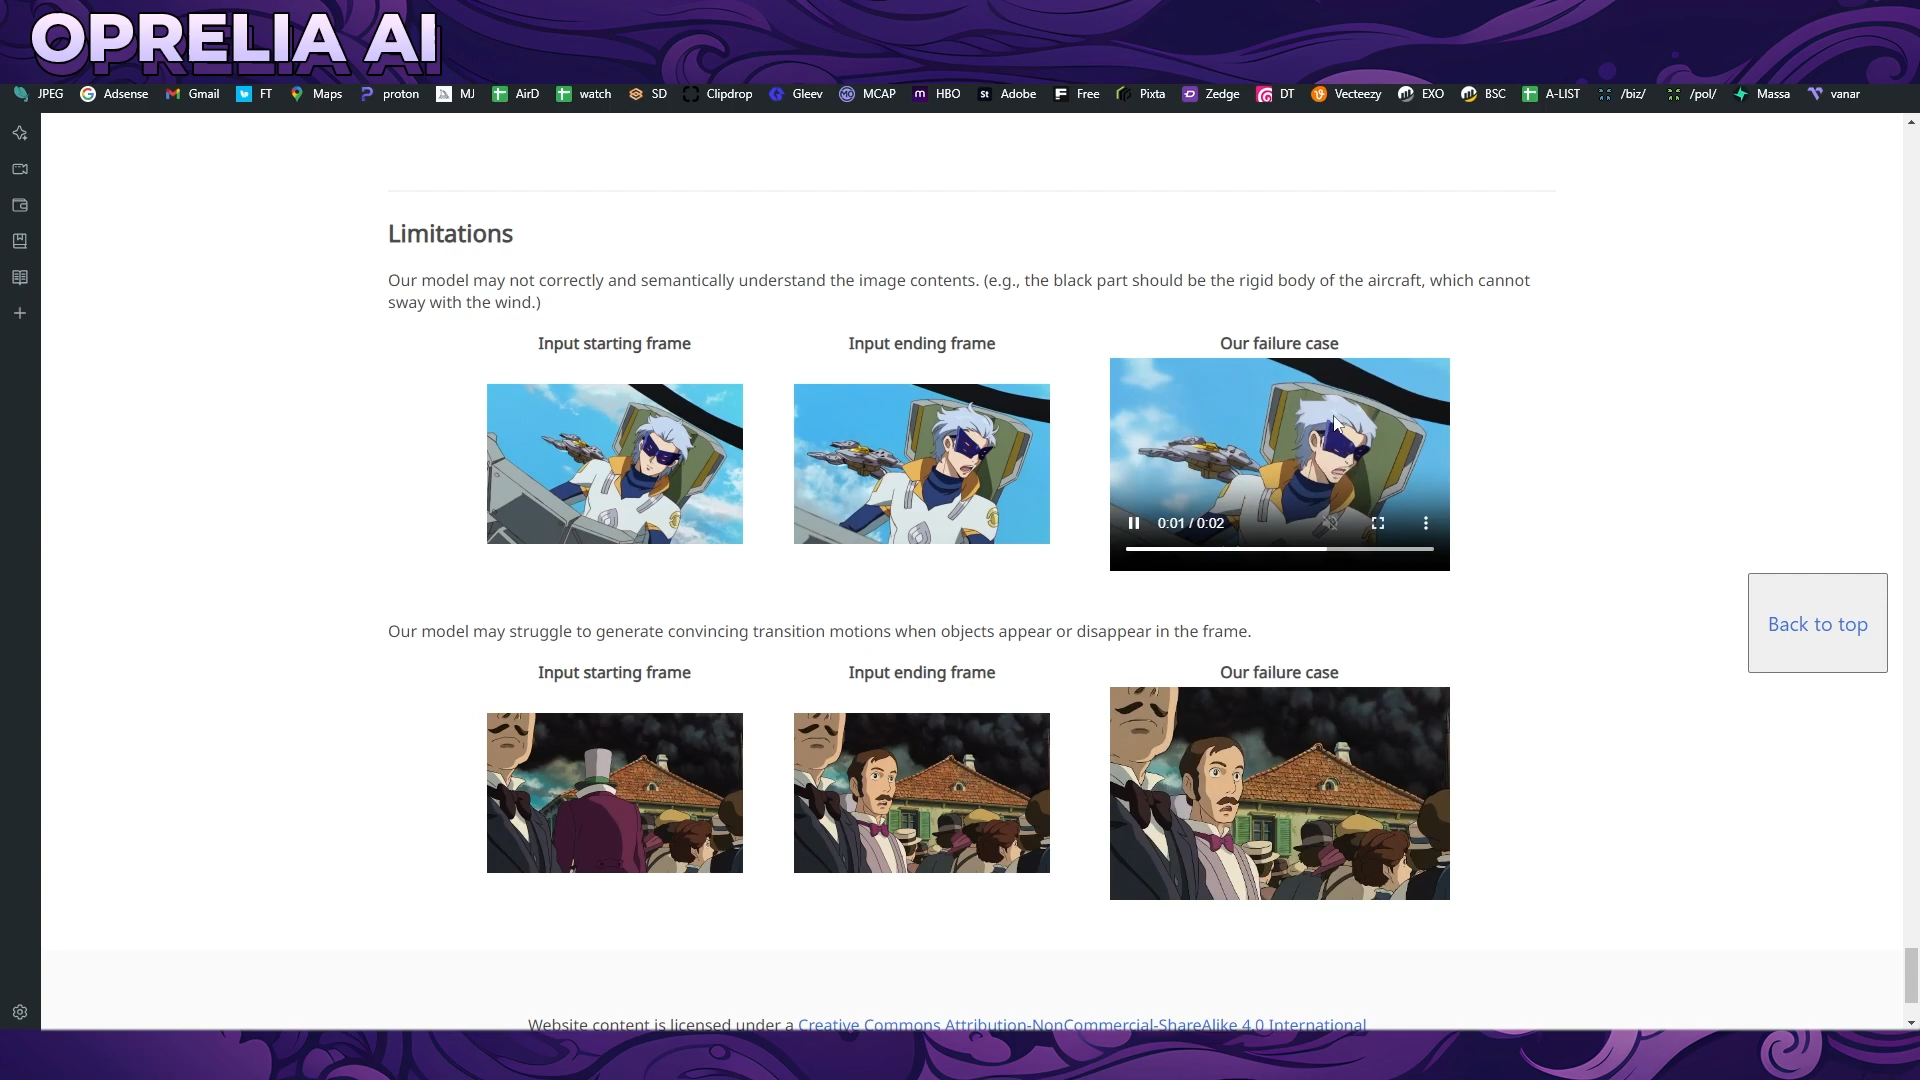 OPRELIA AI
JPEG Adsense Gmail FT Maps proton MJ AirD watch SD Clipdrop Gleev MCAP HBO Adobe Free Pixta Zedge DT Vecteezy EXO BSC A-LIST /biz/ /pol/ Massa vanar
Limitations
Our model may not correctly and semantically understand the image contents. (e.g., the black part should be the rigid body of the aircraft, which cannot
sway with the wind.)
Input starting frame Input ending frame Our failure case
0:01 / 0:02
Our model may struggle to generate convincing transition motions when objects appear or disappear in the frame.
Back to top
Input starting frame Input ending frame Our failure case
Website content is licensed under a Creative Commons Attribution-NonCommercial-ShareAlike 4.0 International